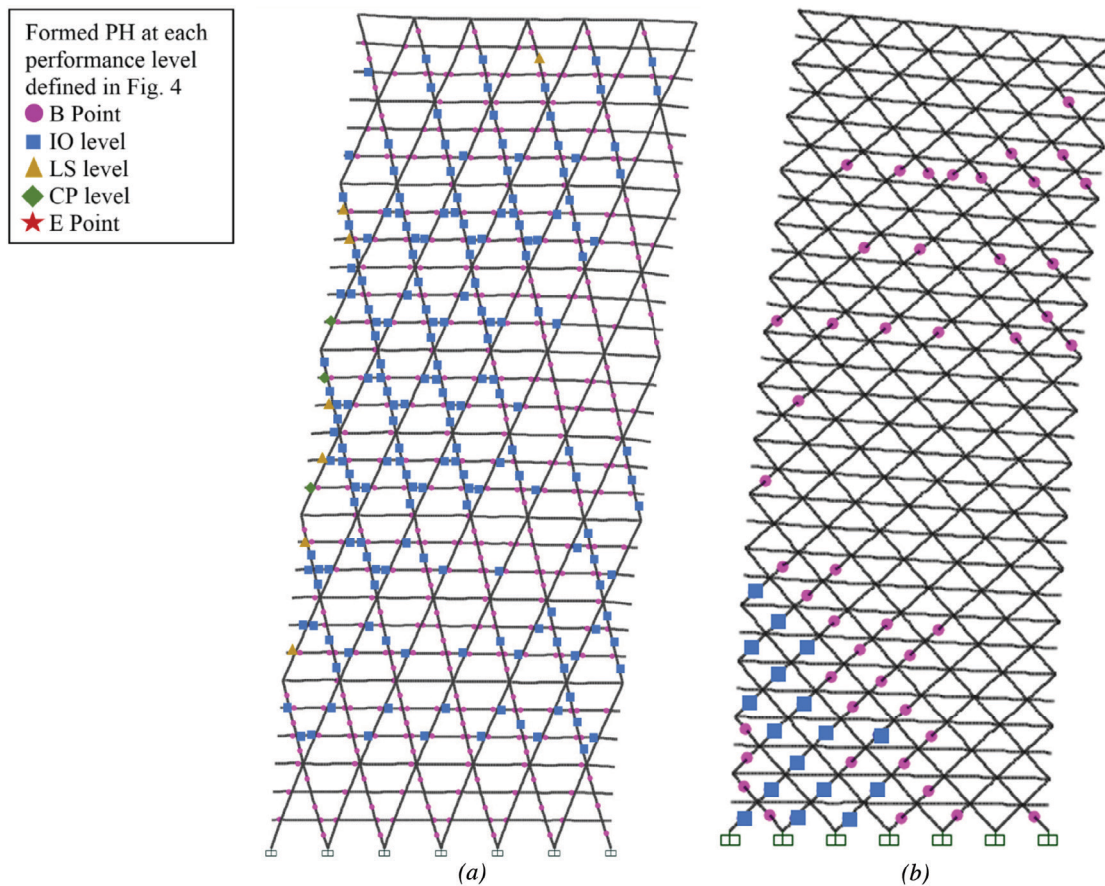 Formed PH at each
performance level
defined in Fig. 4
B Point
IO level
LS level
CP level
E Point
(a)
(b)